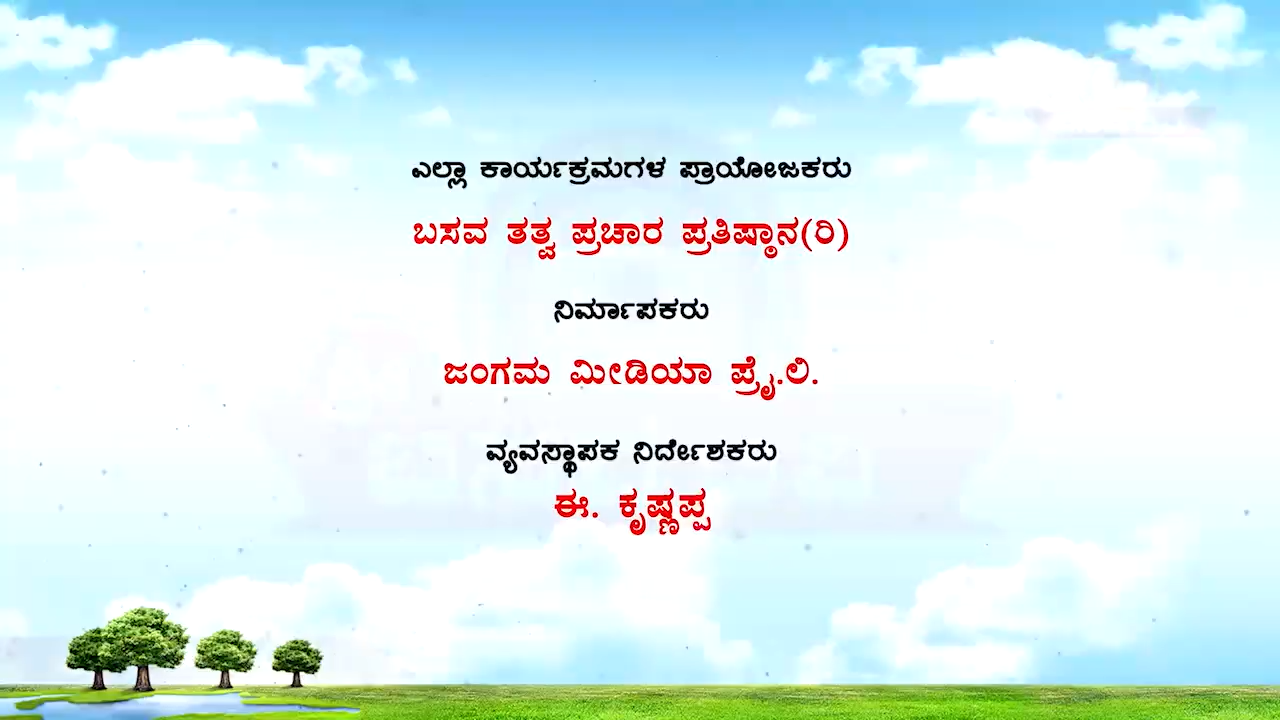 ಎಲ್ಲಾ ಕಾರ್ಯಕ್ರಮಗಳ ಪ್ರಾಯೋಜಕರು
ಬಸವ ತತ್ವ ಪ್ರಚಾರ ಪ್ರತಿಷ್ಠಾನ(ರಿ)
ನಿರ್ಮಾಪಕರು
ಜಂಗಮ ಮೀಡಿಯಾ ಪ್ರೈ.ಲಿ.
ವ್ಯವಸ್ಥಾಪಕ ನಿರ್ದೇಶಕರು
ಈ. ಕೃಷ್ಣಪ್ಪ